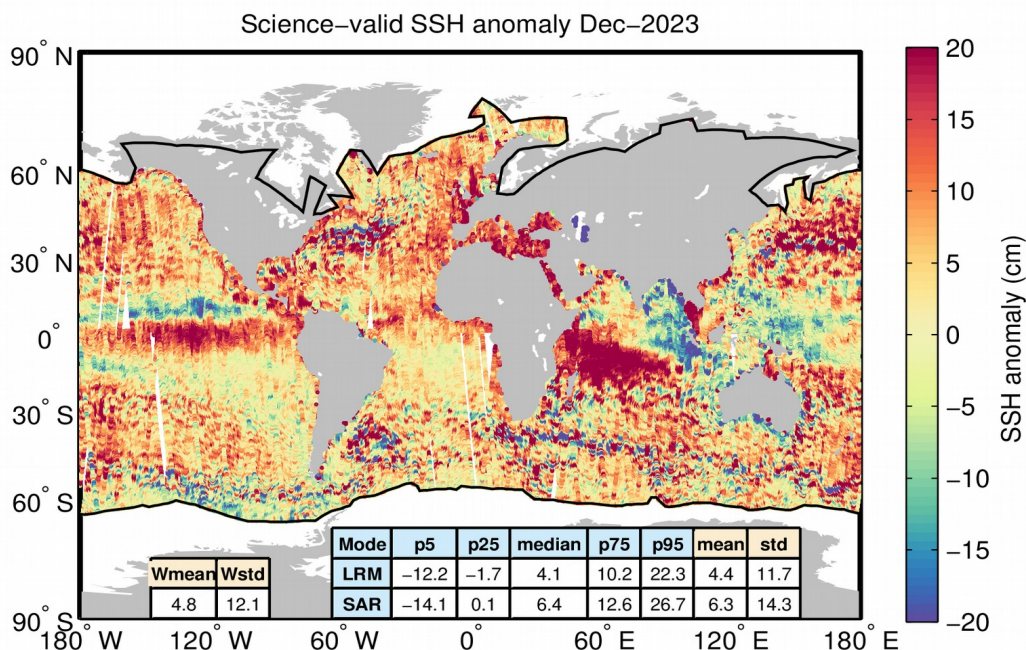 Science−valid SSH anomaly Dec−2023
90° N
60° N
30° N
0°
30° S
60° S
90° S
180° W
120° W
60° W
0°
60° E
120° E
180° E
Mode p5 p25 median p75 p95 mean std
LRM −12.2 −1.7 4.1 10.2 22.3 4.4 11.7
SAR −14.1 0.1 6.4 12.6 26.7 6.3 14.3
Wmean Wstd
4.8 12.1
20
15
10
5
0
−5
−10
−15
−20
SSH anomaly (cm)